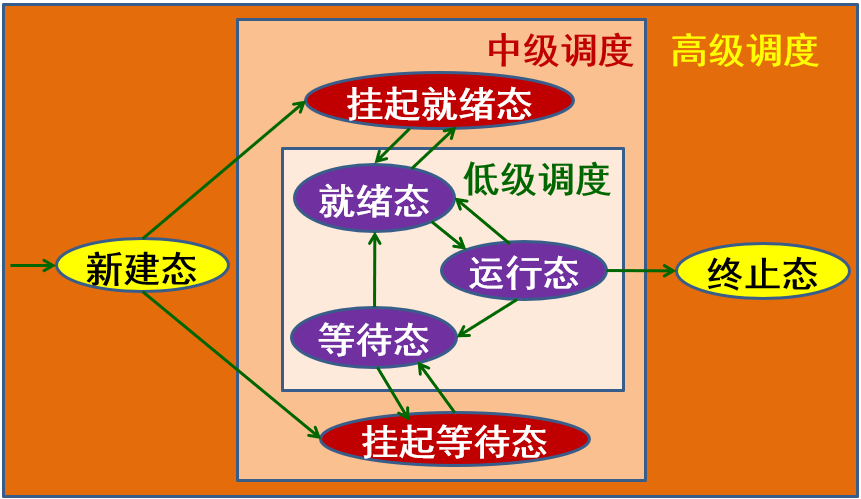 中级调度
高级调度
挂起就绪态
低级调度
就绪态
新建态
运行态
终止态
等待态
挂起等待态